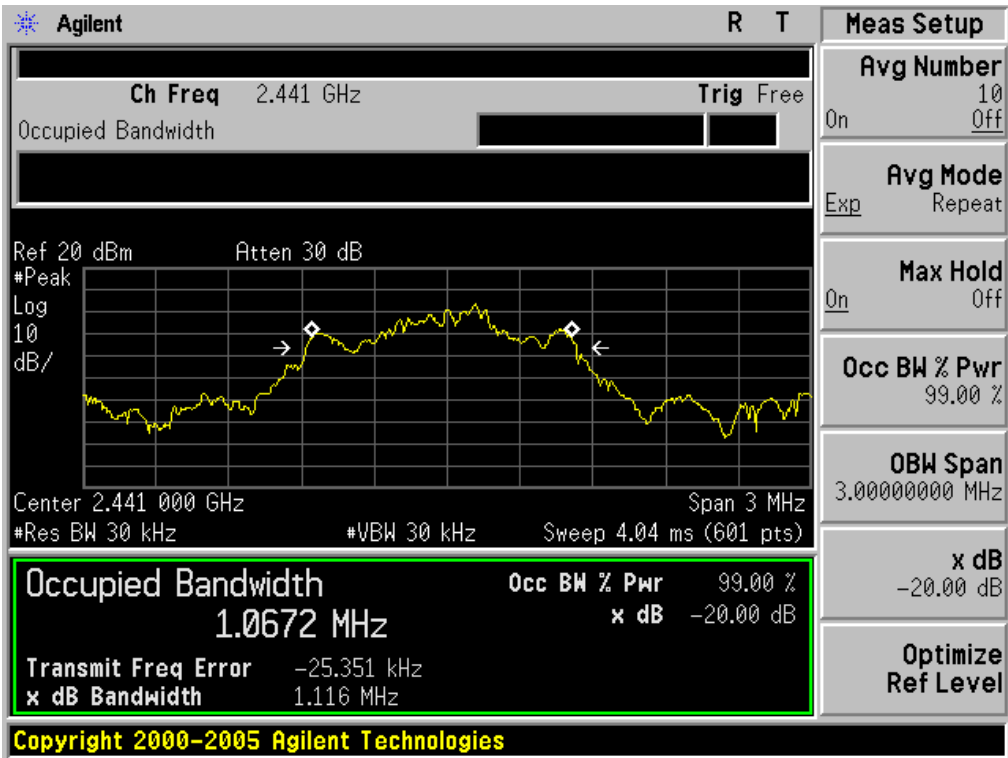 Agilent R T
Ch Freq 2.441 GHz Trig Free
Occupied Bandwidth
Ref 20 dBm Atten 30 dB
#Peak
Log
10
dB/
Center 2.441 000 GHz Span 3 MHz
#Res BW 30 kHz #VBW 30 kHz Sweep 4.04 ms (601 pts)
Occupied Bandwidth Occ BW % Pwr 99.00 %
1.0672 MHz x dB -20.00 dB
Transmit Freq Error -25.351 kHz
x dB Bandwidth 1.116 MHz
Copyright 2000-2005 Agilent Technologies
Meas Setup
Avg Number
10
On Off
Avg Mode
Exp Repeat
Max Hold
On Off
Occ BW % Pwr
99.00 %
OBW Span
3.00000000 MHz
x dB
-20.00 dB
Optimize
Ref Level